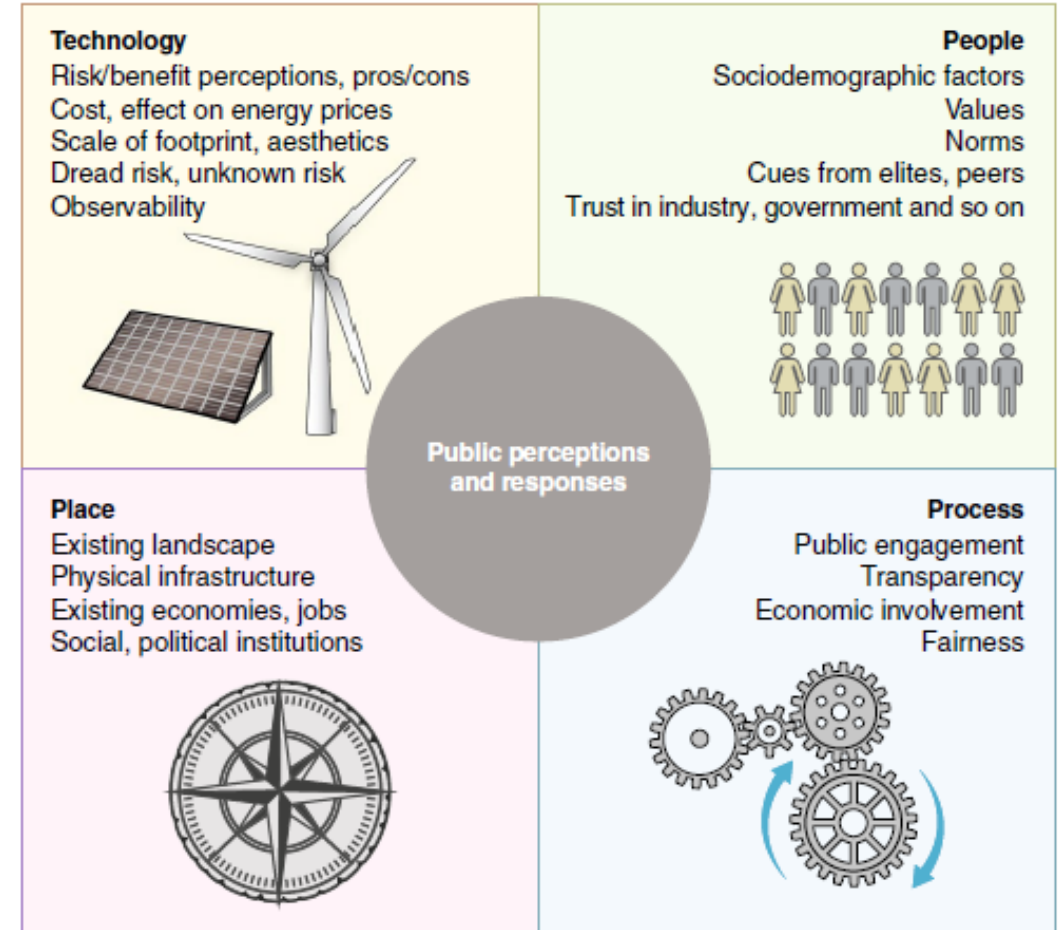 Technology
Risk/benefit perceptions, pros/cons
Cost, effect on energy prices
Scale of footprint, aesthetics
Dread risk, unknown risk
Observability
People
Sociodemographic factors
Values
Norms
Cues from elites, peers
Trust in industry, government and so on
Public perceptions
and responses
Place
Existing landscape
Physical infrastructure
Existing economies, jobs
Social, political institutions
Process
Public engagement
Transparency
Economic involvement
Fairness